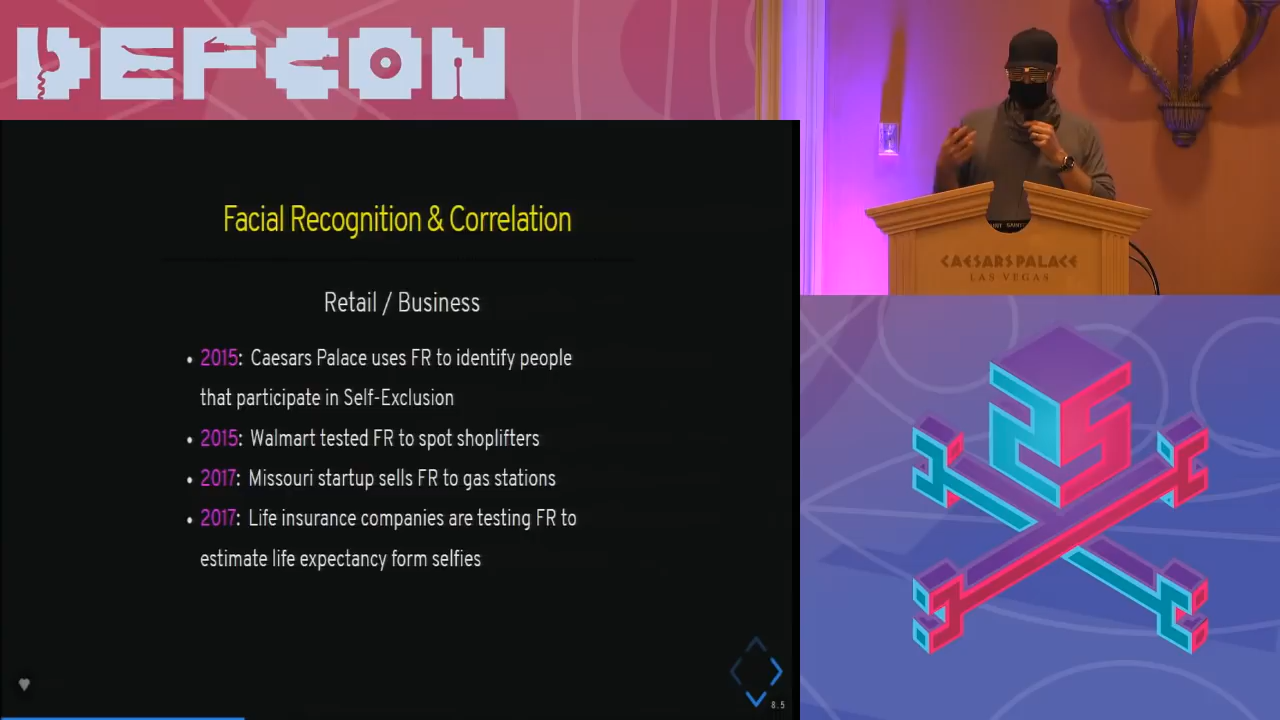 DEFCON
Facial Recognition & Correlation
Retail / Business
• 2015: Caesars Palace uses FR to identify people
that participate in Self-Exclusion
• 2015: Walmart tested FR to spot shoplifters
• 2017: Missouri startup sells FR to gas stations
• 2017: Life insurance companies are testing FR to
estimate life expectancy form selfies
8.5
CAESARS PALACE
LAS VEGAS
25